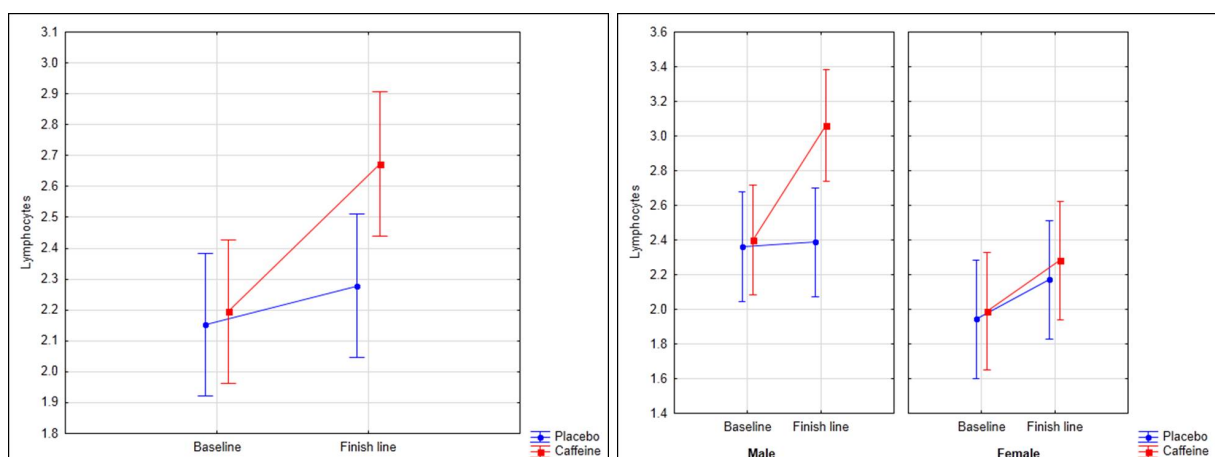 3.1
3.0
2.9
2.8
2.7
2.6
2.5
2.4
2.3
2.2
2.1
2.0
1.9
1.8
Lymphocytes
Baseline Finish line
Placebo
Caffeine
3.6
3.4
3.2
3.0
2.8
2.6
2.4
2.2
2.0
1.8
1.6
1.4
Lymphocytes
Baseline Finish line Baseline Finish line
Male Female
Placebo
Caffeine